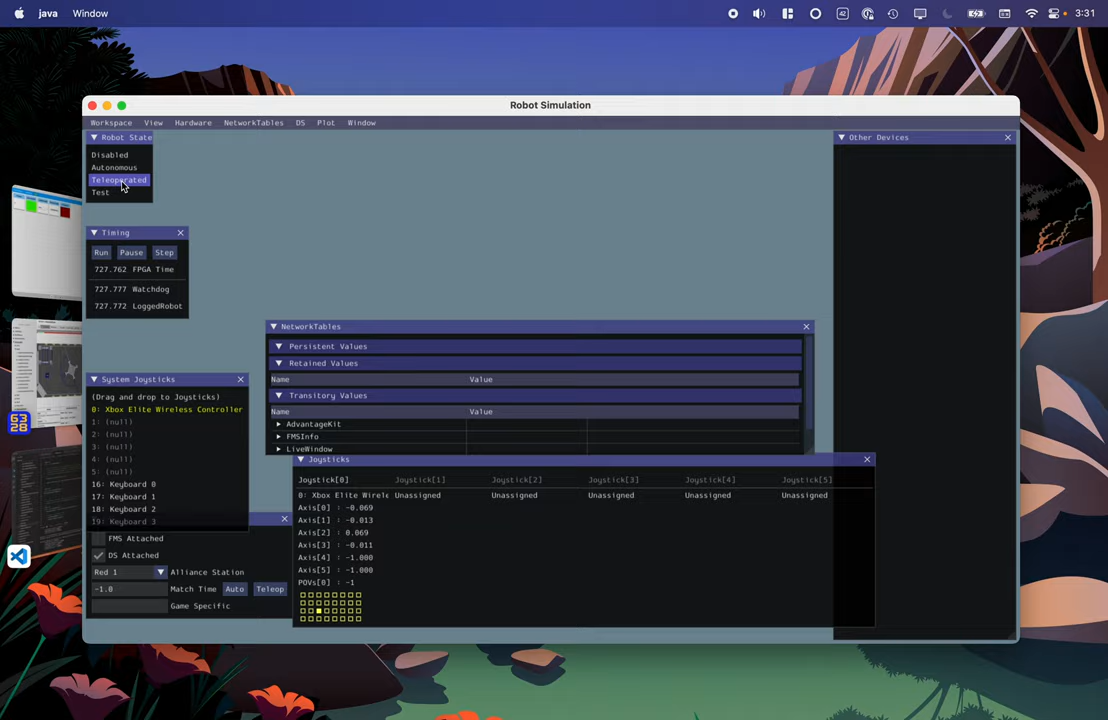 java Window
42
3:31
Robot Simulation
Workspace View Hardware NetworkTables DS Plot Window
Robot State
Disabled
Autonomous
Teleoperated
Test
Other Devices
Timing
Run Pause Step
727.762 FPGA Time
727.777 Watchdog
727.772 LoggedRobot
NetworkTables
Persistent Values
Retained Values
Name Value
Transitory Values
Name Value
AdvantageKit
FMSInfo
LiveWindow
System Joysticks
(Drag and drop to Joysticks)
0: Xbox Elite Wireless Controller
1: (null)
2: (null)
3: (null)
4: (null)
5: (null)
16: Keyboard 0
17: Keyboard 1
18: Keyboard 2
19: Keyboard 3
FMS Attached
DS Attached
Red 1 Alliance Station
-1.0 Match Time Auto Teleop
Game Specific
Joysticks
Joystick[0] Joystick[1] Joystick[2] Joystick[3] Joystick[4] Joystick[5]
0: Xbox Elite Wirele Unassigned Unassigned Unassigned Unassigned Unassigned
Axis[0] : -0.069
Axis[1] : -0.013
Axis[2] : 0.069
Axis[3] : -0.011
Axis[4] : -1.000
Axis[5] : -1.000
POVs[0] : -1
63
28